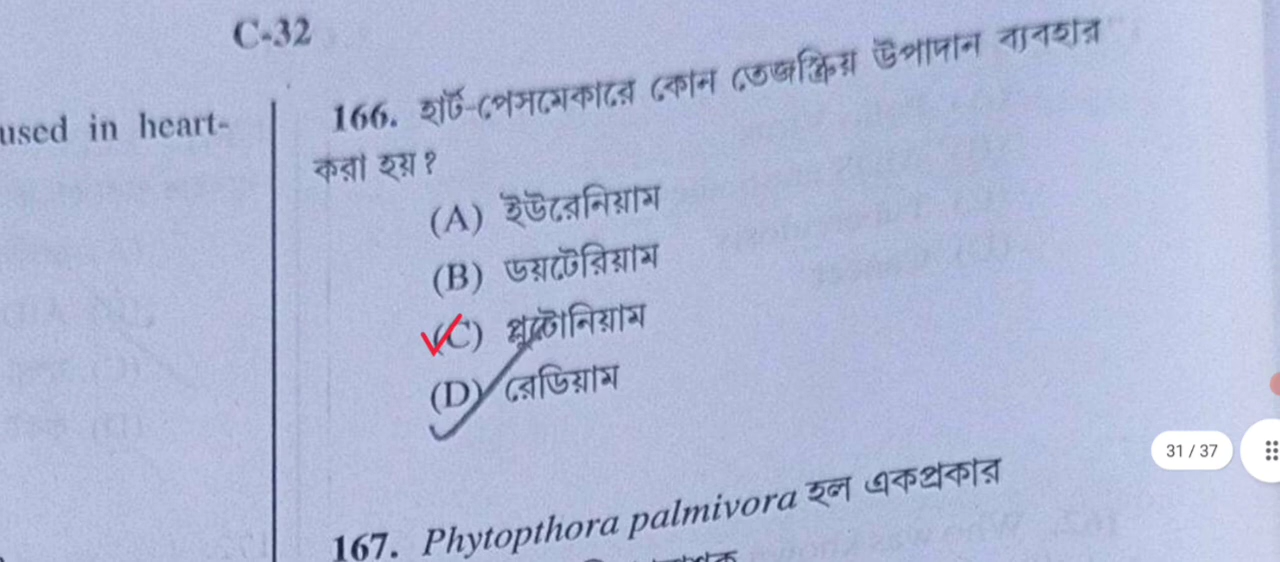 C-32
used in heart-
166. হার্ট-পেসমেকারে কোন তেজস্ক্রিয় উপাদান ব্যবহার
করা হয়?
(A) ইউরেনিয়াম
(B) ডয়টেরিয়াম
(C) প্লুটোনিয়াম
(D) রেডিয়াম
31 / 37
167. Phytopthora palmivora হল একপ্রকার